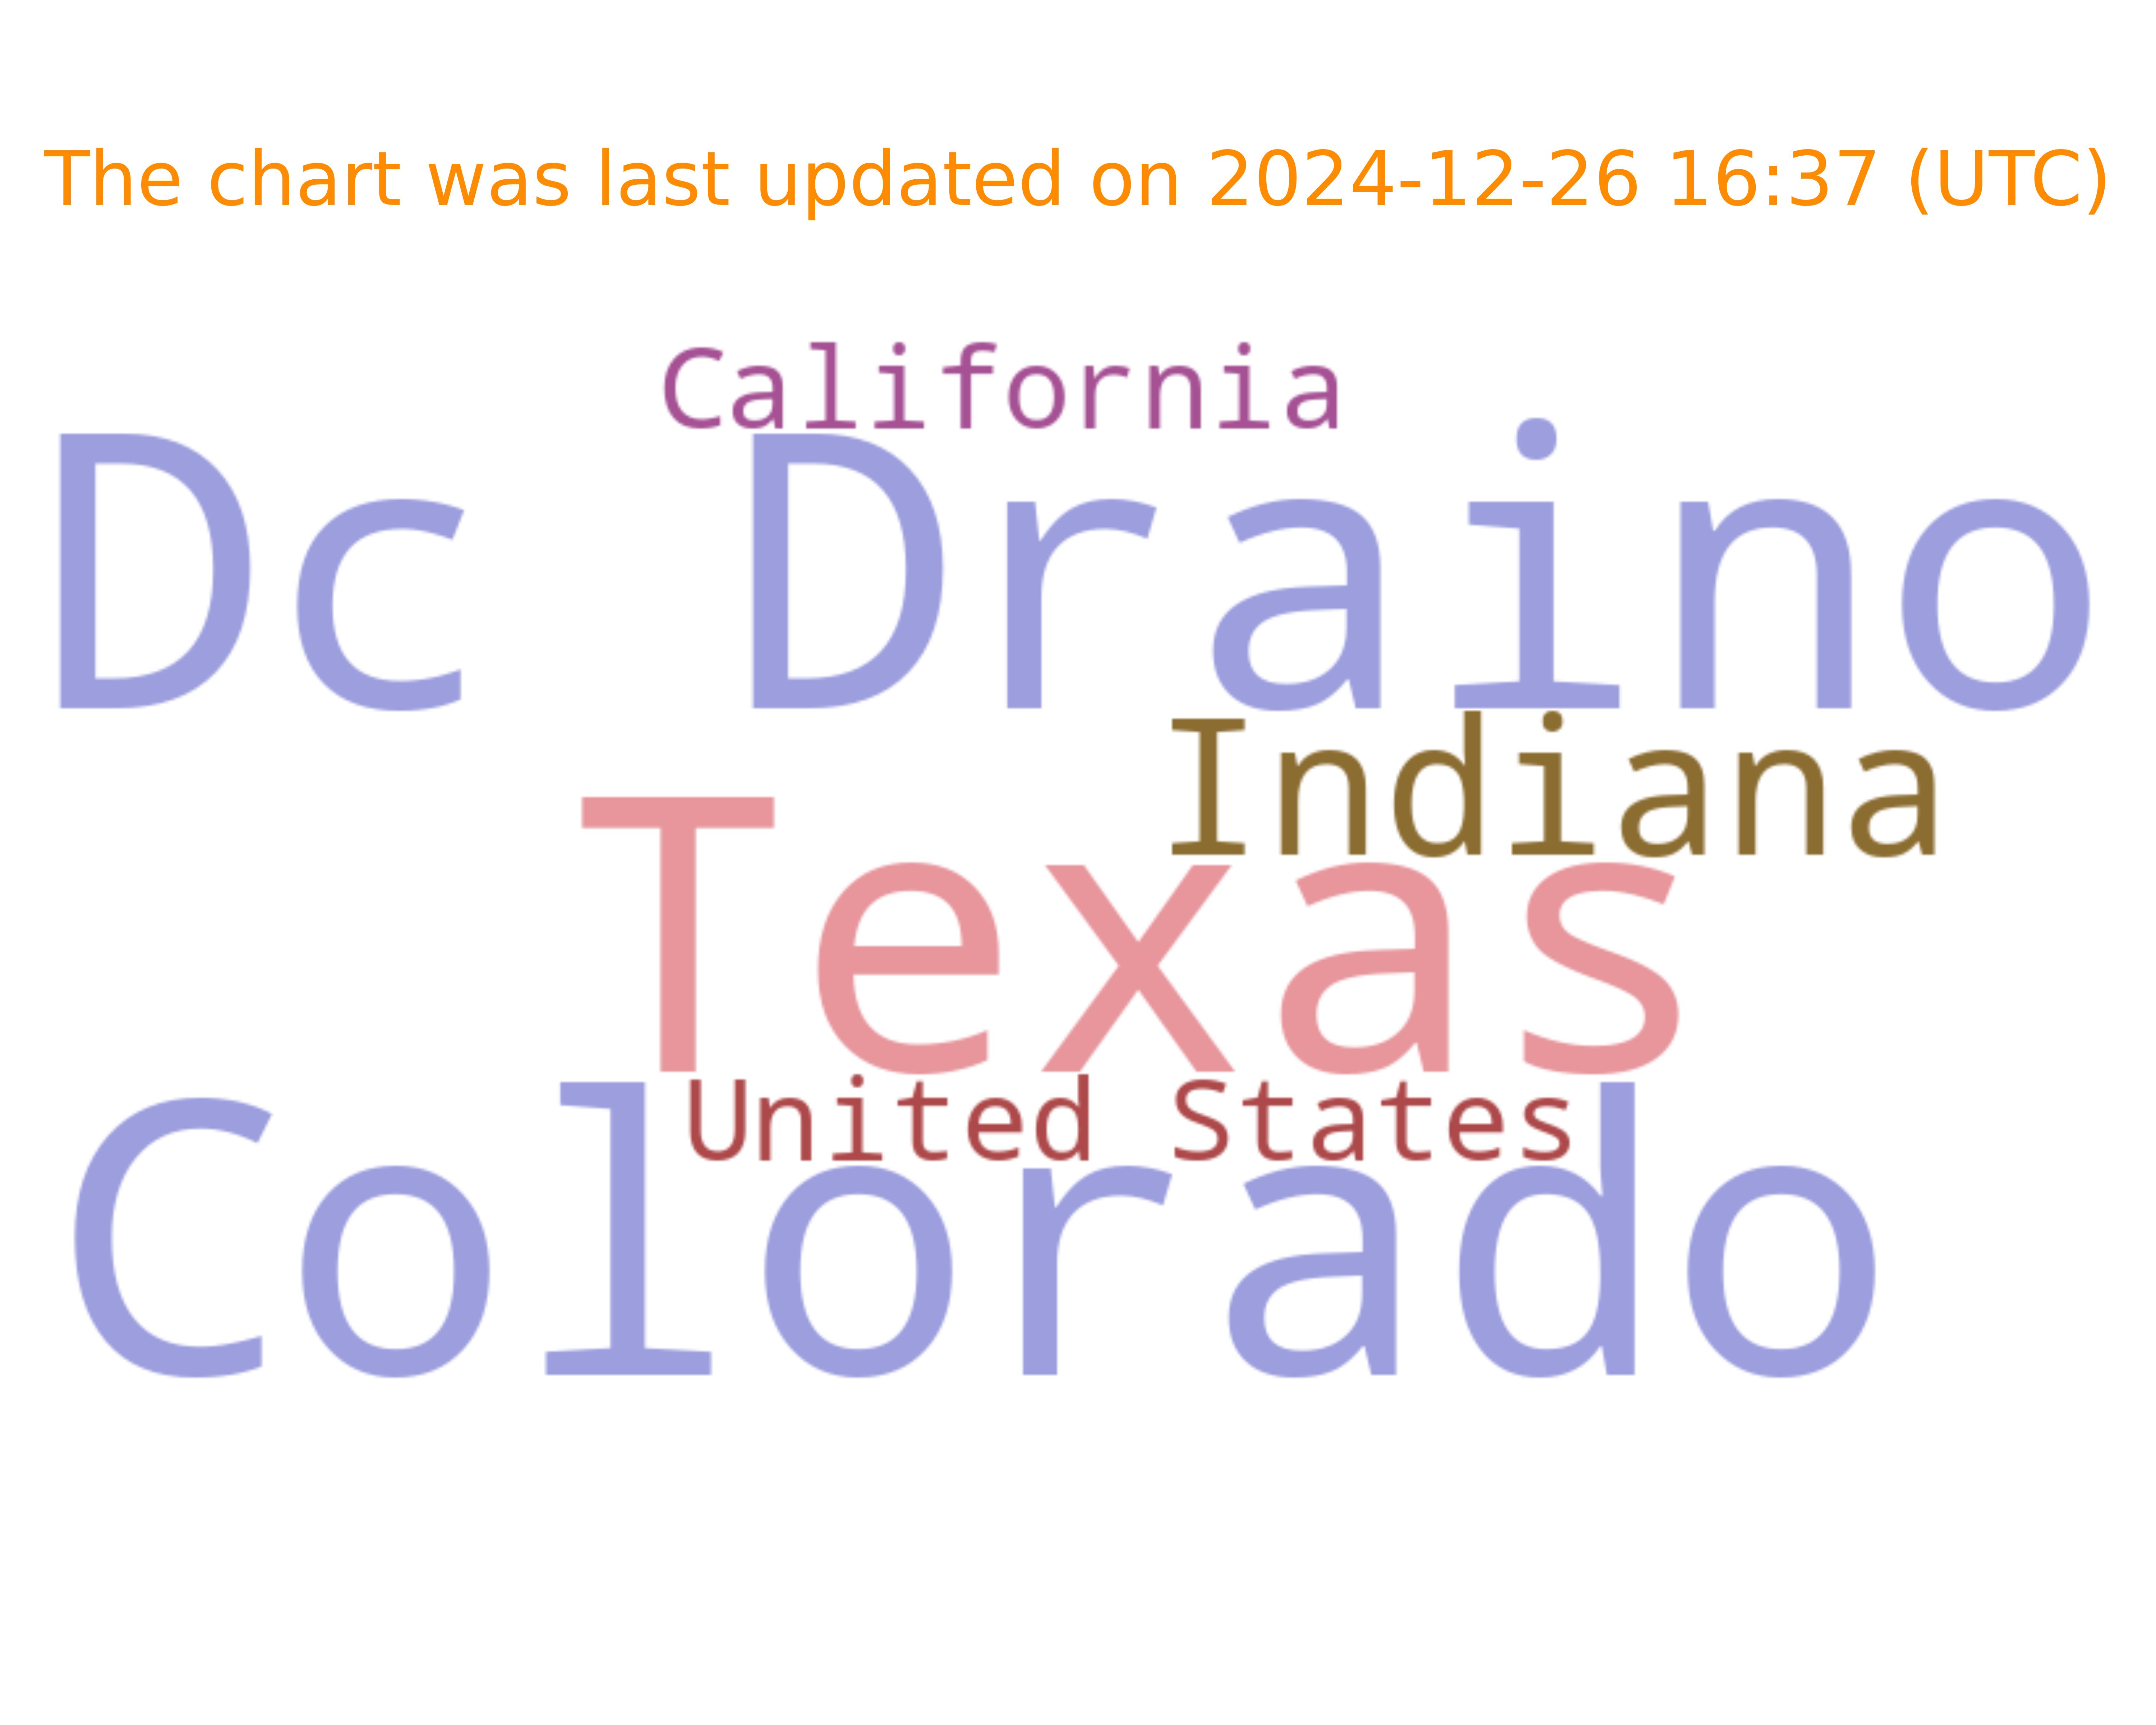 The chart was last updated on 2024-12-26 16:37 (UTC)
California
Dc Draino
Indiana
Texas
United States
Colorado